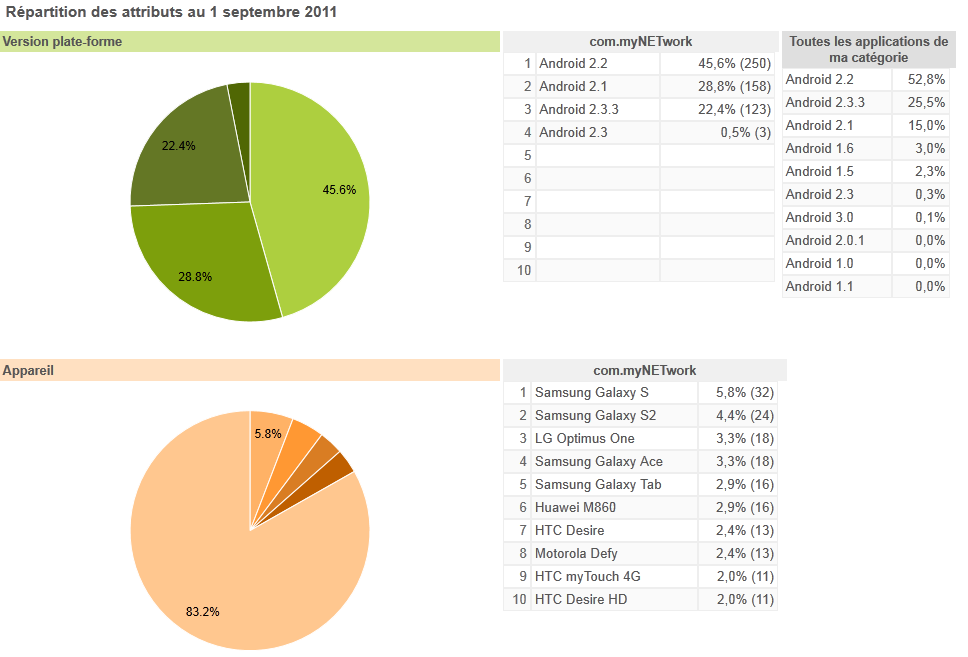 Répartition des attributs au 1 septembre 2011
Version plate-forme
45.6%
28.8%
22.4%
com.myNETwork
1 Android 2.2 45,6% (250)
2 Android 2.1 28,8% (158)
3 Android 2.3.3 22,4% (123)
4 Android 2.3 0,5% (3)
5
6
7
8
9
10
Toutes les applications de
ma catégorie
Android 2.2 52,8%
Android 2.3.3 25,5%
Android 2.1 15,0%
Android 1.6 3,0%
Android 1.5 2,3%
Android 2.3 0,3%
Android 3.0 0,1%
Android 2.0.1 0,0%
Android 1.0 0,0%
Android 1.1 0,0%
Appareil
5.8%
83.2%
com.myNETwork
1 Samsung Galaxy S 5,8% (32)
2 Samsung Galaxy S2 4,4% (24)
3 LG Optimus One 3,3% (18)
4 Samsung Galaxy Ace 3,3% (18)
5 Samsung Galaxy Tab 2,9% (16)
6 Huawei M860 2,9% (16)
7 HTC Desire 2,4% (13)
8 Motorola Defy 2,4% (13)
9 HTC myTouch 4G 2,0% (11)
10 HTC Desire HD 2,0% (11)